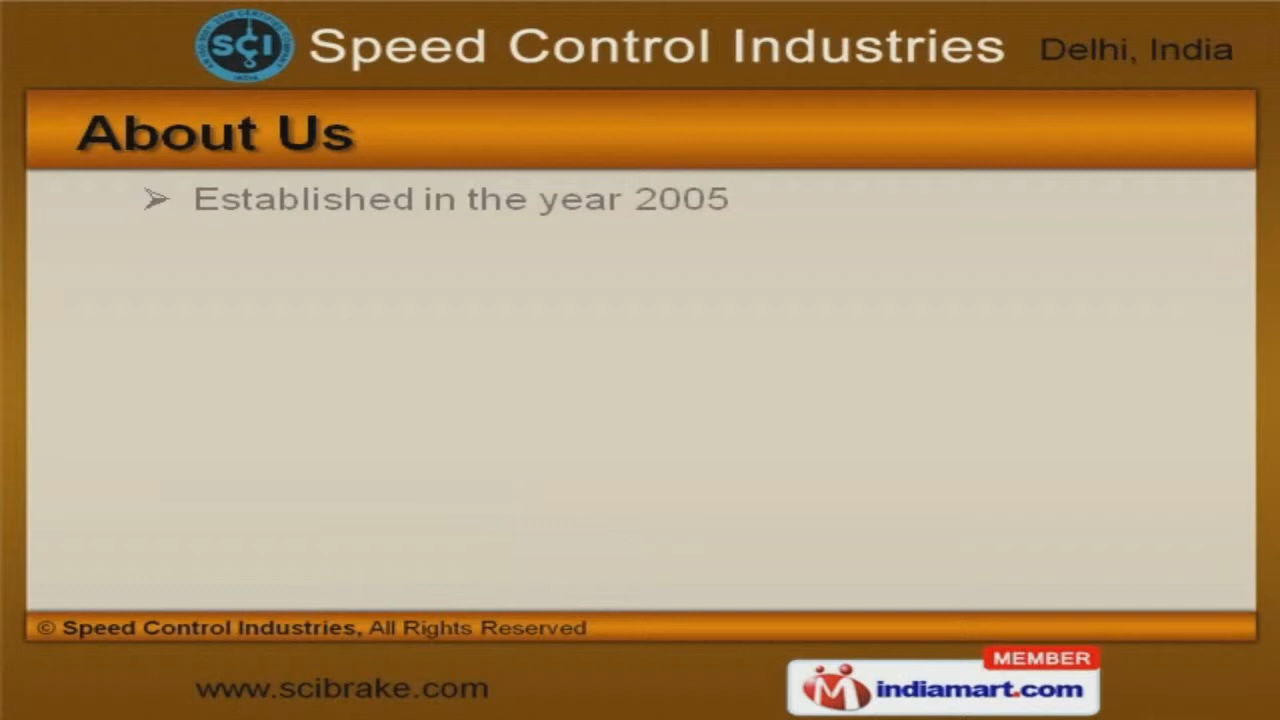 SCI
INDIA
Speed Control Industries
Delhi, India
About Us
➢ Established in the year 2005
© Speed Control Industries, All Rights Reserved
www.scibrake.com
MEMBER
indiamart.com